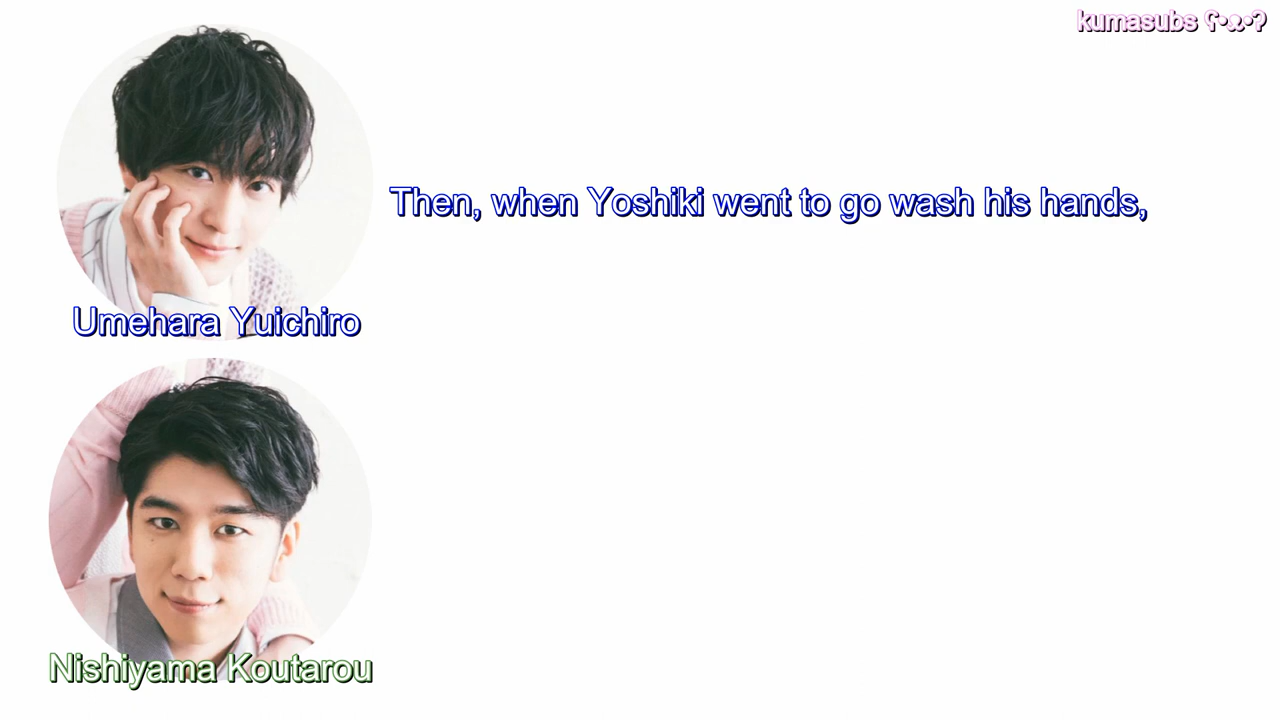 kumasubs ʕ•ᴥ•ʔ
Then, when Yoshiki went to go wash his hands,
Umehara Yuichiro
Nishiyama Koutarou